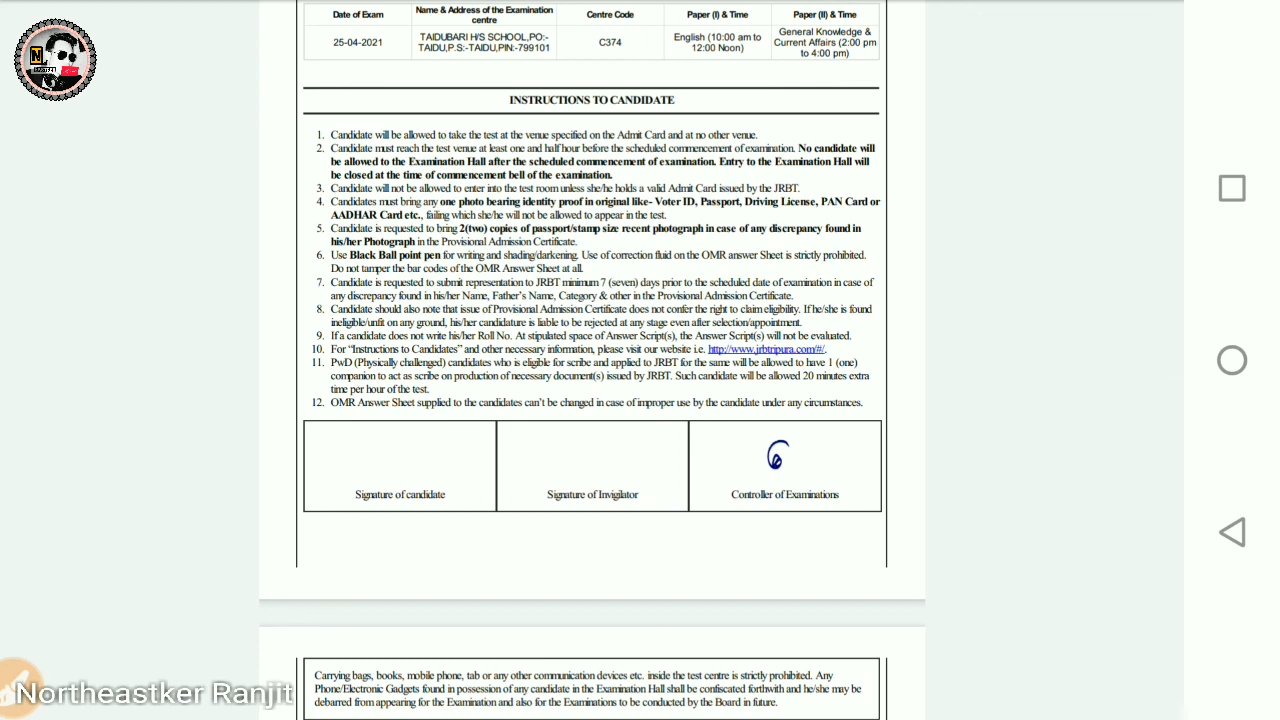 Date of Exam
Name & Address of the Examination
centre
Centre Code
Paper (I) & Time
Paper (II) & Time
25-04-2021
TAIDUBARI H/S SCHOOL,PO:-
TAIDU,P.S:-TAIDU,PIN:-799101
C374
English (10:00 am to
12:00 Noon)
General Knowledge &
Current Affairs (2:00 pm
to 4:00 pm)
INSTRUCTIONS TO CANDIDATE
1. Candidate will be allowed to take the test at the venue specified on the Admit Card and at no other venue.
2. Candidate must reach the test venue at least one and half hour before the scheduled commencement of examination. No candidate will
be allowed to the Examination Hall after the scheduled commencement of examination. Entry to the Examination Hall will
be closed at the time of commencement bell of the examination.
3. Candidate will not be allowed to enter into the test room unless she/he holds a valid Admit Card issued by the JRBT.
4. Candidates must bring any one photo bearing identity proof in original like- Voter ID, Passport, Driving License, PAN Card or
AADHAR Card etc., failing which she/he will not be allowed to appear in the test.
5. Candidate is requested to bring 2(two) copies of passport/stamp size recent photograph in case of any discrepancy found in
his/her Photograph in the Provisional Admission Certificate.
6. Use Black Ball point pen for writing and shading/darkening. Use of correction fluid on the OMR answer Sheet is strictly prohibited.
Do not tamper the bar codes of the OMR Answer Sheet at all.
7. Candidate is requested to submit representation to JRBT minimum 7 (seven) days prior to the scheduled date of examination in case of
any discrepancy found in his/her Name, Father's Name, Category & other in the Provisional Admission Certificate.
8. Candidate should also note that issue of Provisional Admission Certificate does not confer the right to claim eligibility. If he/she is found
ineligible/unfit on any ground, his/her candidature is liable to be rejected at any stage even after selection/appointment.
9. If a candidate does not write his/her Roll No. At stipulated space of Answer Script(s), the Answer Script(s) will not be evaluated.
10. For “Instructions to Candidates” and other necessary information, please visit our website i.e. http://www.jrbtripura.com/#/.
11. PwD (Physically challenged) candidates who is eligible for scribe and applied to JRBT for the same will be allowed to have 1 (one)
companion to act as scribe on production of necessary document(s) issued by JRBT. Such candidate will be allowed 20 minutes extra
time per hour of the test.
12. OMR Answer Sheet supplied to the candidates can't be changed in case of improper use by the candidate under any circumstances.
Signature of candidate
Signature of Invigilator
Controller of Examinations
Carrying bags, books, mobile phone, tab or any other communication devices etc. inside the test centre is strictly prohibited. Any
Phone/Electronic Gadgets found in possession of any candidate in the Examination Hall shall be confiscated forthwith and he/she may be
debarred from appearing for the Examination and also for the Examinations to be conducted by the Board in future.
Northeastker Ranjit
N